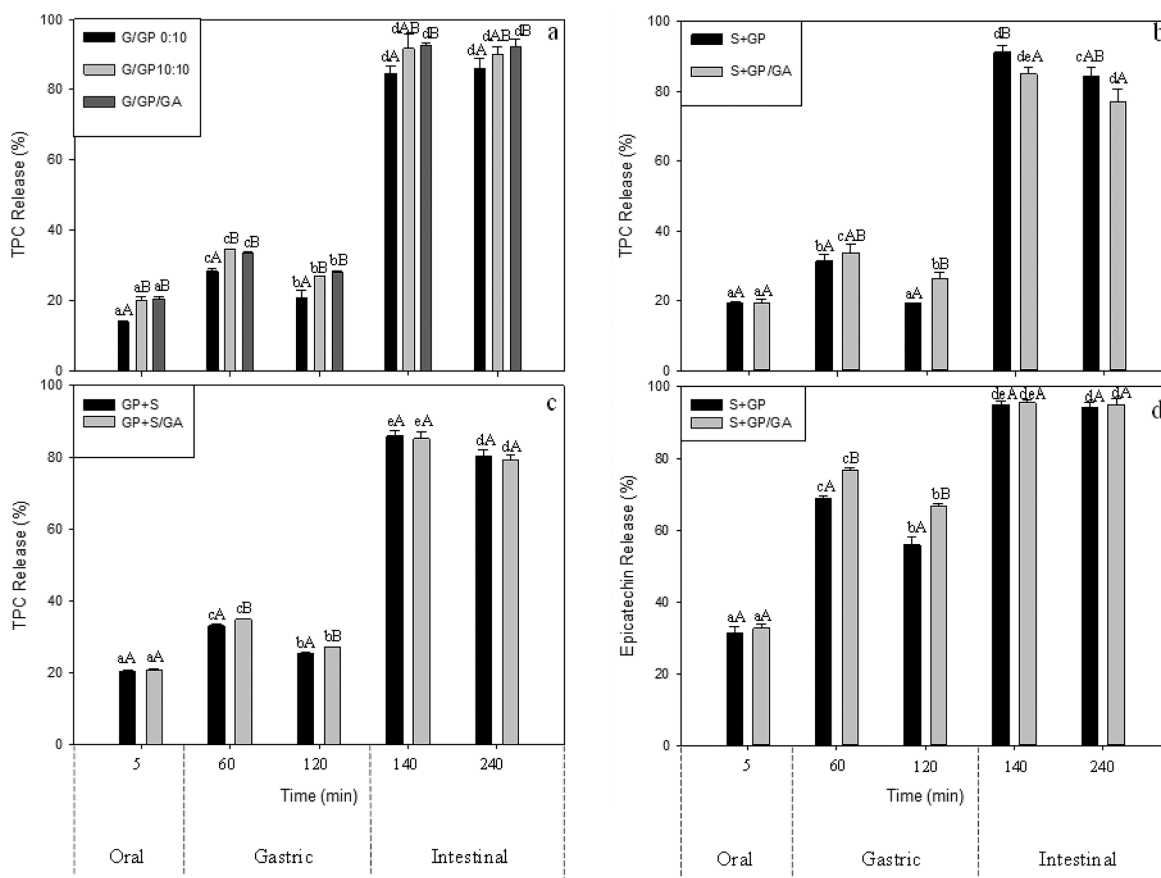 a
G/GP 0:10
G/GP10:10
G/GP/GA
TPC Release (%)
100
80
60
40
20
0
aA aB aB
cA cB cB
bA bB bB
dA dAB dB
dA dAB dB
b
S+GP
S+GP/GA
TPC Release (%)
100
80
60
40
20
0
aA aA
bA cAB
aA bB
dB deA
cAB dA
c
GP+S
GP+S/GA
TPC Release (%)
100
80
60
40
20
0
aA aA
cA cB
bA bB
eA eA
dA dA
5 60 120 140 240
Time (min)
Oral Gastric Intestinal
d
S+GP
S+GP/GA
Epicatechin Release (%)
100
80
60
40
20
0
aA aA
cA cB
bA bB
deA deA
dA dA
5 60 120 140 240
Time (min)
Oral Gastric Intestinal